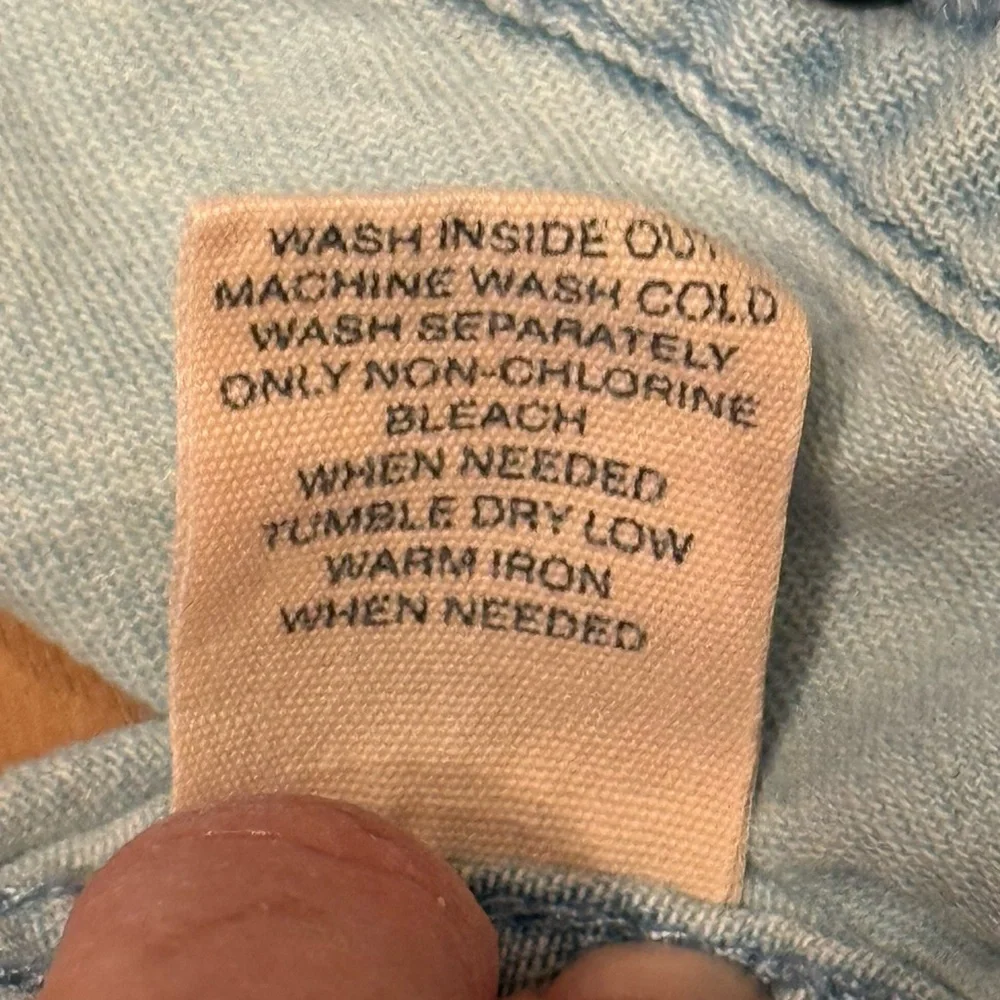 WASH INSIDE OUT
MACHINE WASH COLD
WASH SEPARATELY
ONLY NON-CHLORINE
BLEACH
WHEN NEEDED
TUMBLE DRY LOW
WARM IRON
WHEN NEEDED